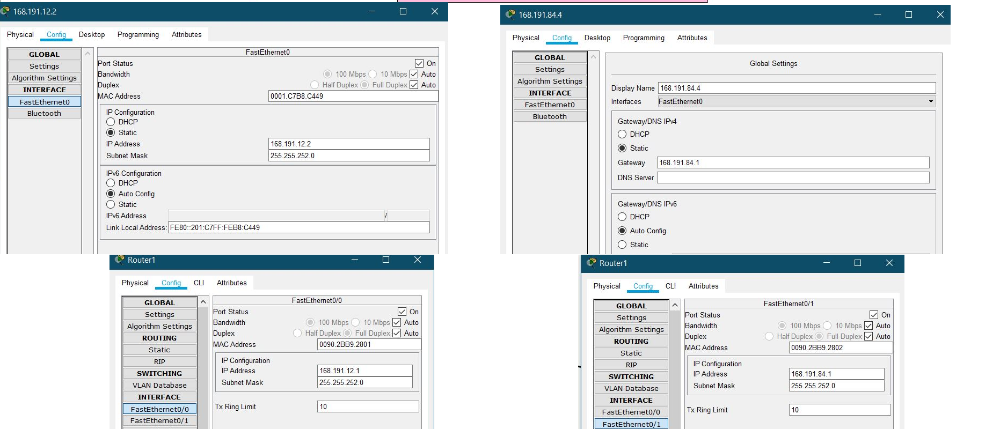 168.191.12.2
Physical Config Desktop Programming Attributes
GLOBAL
Settings
Algorithm Settings
INTERFACE
FastEthernet0
Bluetooth
FastEthernet0
Port Status On
Bandwidth 100 Mbps 10 Mbps Auto
Duplex Half Duplex Full Duplex Auto
MAC Address 0001.C7B8.C449
IP Configuration
DHCP
Static
IP Address 168.191.12.2
Subnet Mask 255.255.252.0
IPv6 Configuration
DHCP
Auto Config
Static
IPv6 Address /
Link Local Address: FE80::201:C7FF:FEB8:C449
168.191.84.4
Physical Config Desktop Programming Attributes
GLOBAL
Settings
Algorithm Settings
INTERFACE
FastEthernet0
Bluetooth
Global Settings
Display Name 168.191.84.4
Interfaces FastEthernet0
Gateway/DNS IPv4
DHCP
Static
Gateway 168.191.84.1
DNS Server
Gateway/DNS IPv6
DHCP
Auto Config
Static
Router1
Physical Config CLI Attributes
GLOBAL
Settings
Algorithm Settings
ROUTING
Static
RIP
SWITCHING
VLAN Database
INTERFACE
FastEthernet0/0
FastEthernet0/1
FastEthernet0/0
Port Status On
Bandwidth 100 Mbps 10 Mbps Auto
Duplex Half Duplex Full Duplex Auto
MAC Address 0090.2BB9.2801
IP Configuration
IP Address 168.191.12.1
Subnet Mask 255.255.252.0
Tx Ring Limit 10
Router1
Physical Config CLI Attributes
GLOBAL
Settings
Algorithm Settings
ROUTING
Static
RIP
SWITCHING
VLAN Database
INTERFACE
FastEthernet0/0
FastEthernet0/1
FastEthernet0/1
Port Status On
Bandwidth 100 Mbps 10 Mbps Auto
Duplex Half Duplex Full Duplex Auto
MAC Address 0090.2BB9.2802
IP Configuration
IP Address 168.191.84.1
Subnet Mask 255.255.252.0
Tx Ring Limit 10